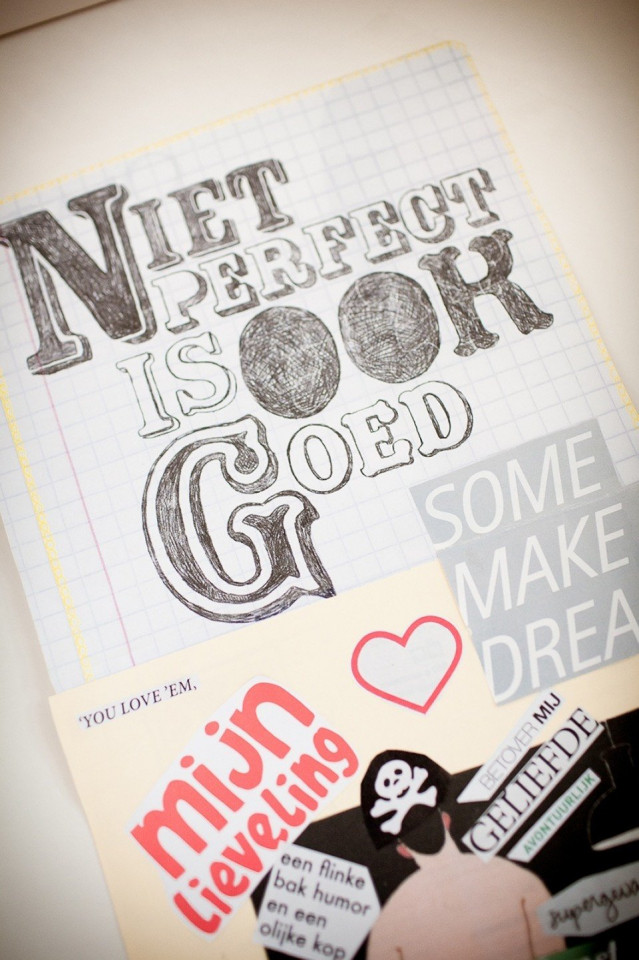 NIET
PERFECT
IS OOK
GOED
SOME
MAKE
DREA
'YOU LOVE 'EM,
mijn
lieveling
BETOVER MIJ
GELIEFDE
AVONTUURLIJK
een flinke
bak humor
en een
olijke kop